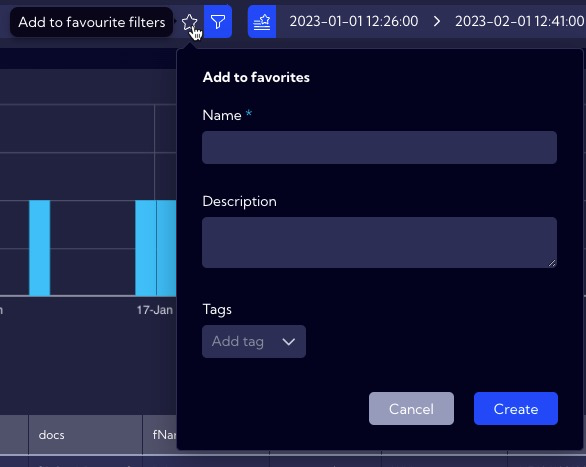 Add to favourite filters
2023-01-01 12:26:00 > 2023-02-01 12:41:00
Add to favorites
Name *
Description
Tags
Add tag
17-Jan
Cancel
Create
docs